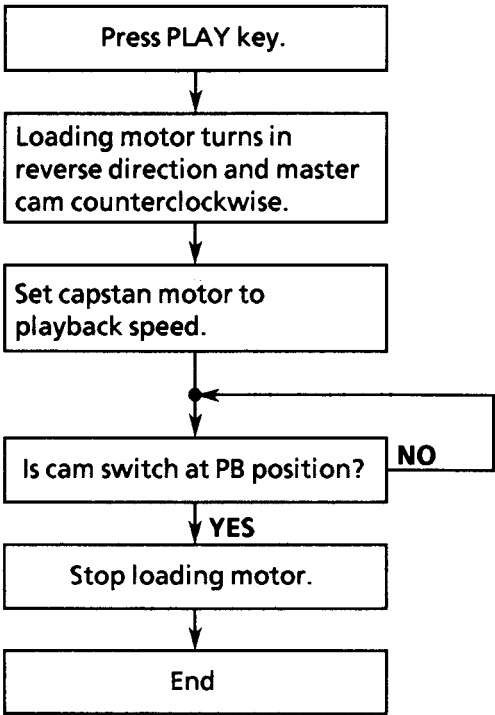 Press PLAY key.
Loading motor turns in
reverse direction and master
cam counterclockwise.
Set capstan motor to
playback speed.
Is cam switch at PB position?
NO
YES
Stop loading motor.
End